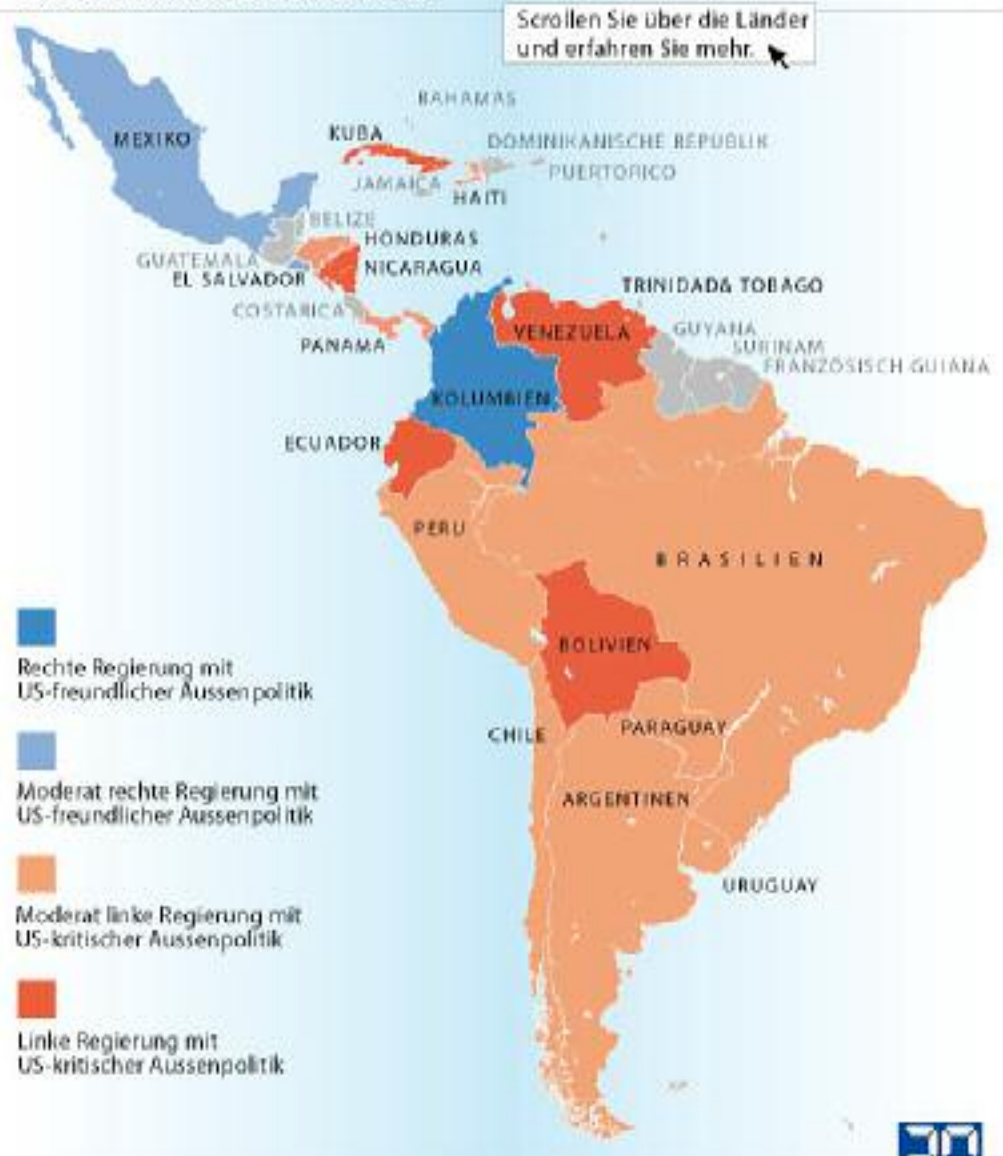 Scrollen Sie über die Länder
und erfahren Sie mehr.
BAHAMAS
MEXIKO
KUBA
DOMINIKANISCHE REPUBLIK
JAMAICA
PUERTORICO
HAITI
BELIZE
HONDURAS
GUATEMALA
NICARAGUA
EL SALVADOR
TRINIDAD& TOBAGO
COSTARICA
PANAMA
VENEZUELA
GUYANA
SURINAM
FRANZÖSISCH GUIANA
KOLUMBIEN
ECUADOR
PERU
BRASILIEN
BOLIVIEN
Rechte Regierung mit
US-freundlicher Aussenpolitik
CHILE
PARAGUAY
Moderat rechte Regierung mit
US-freundlicher Aussenpolitik
ARGENTINEN
URUGUAY
Moderat linke Regierung mit
US-kritischer Aussenpolitik
Linke Regierung mit
US-kritischer Aussenpolitik